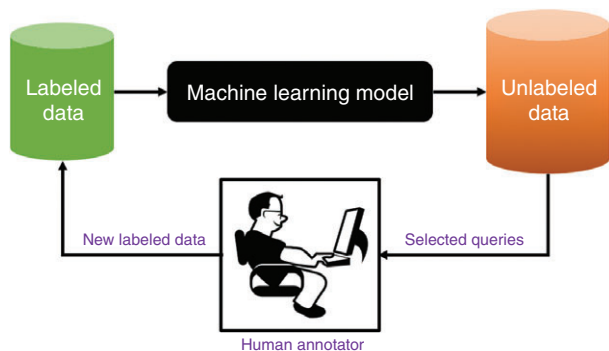 Labeled
data
Machine learning model
Unlabeled
data
New labeled data
Selected queries
Human annotator